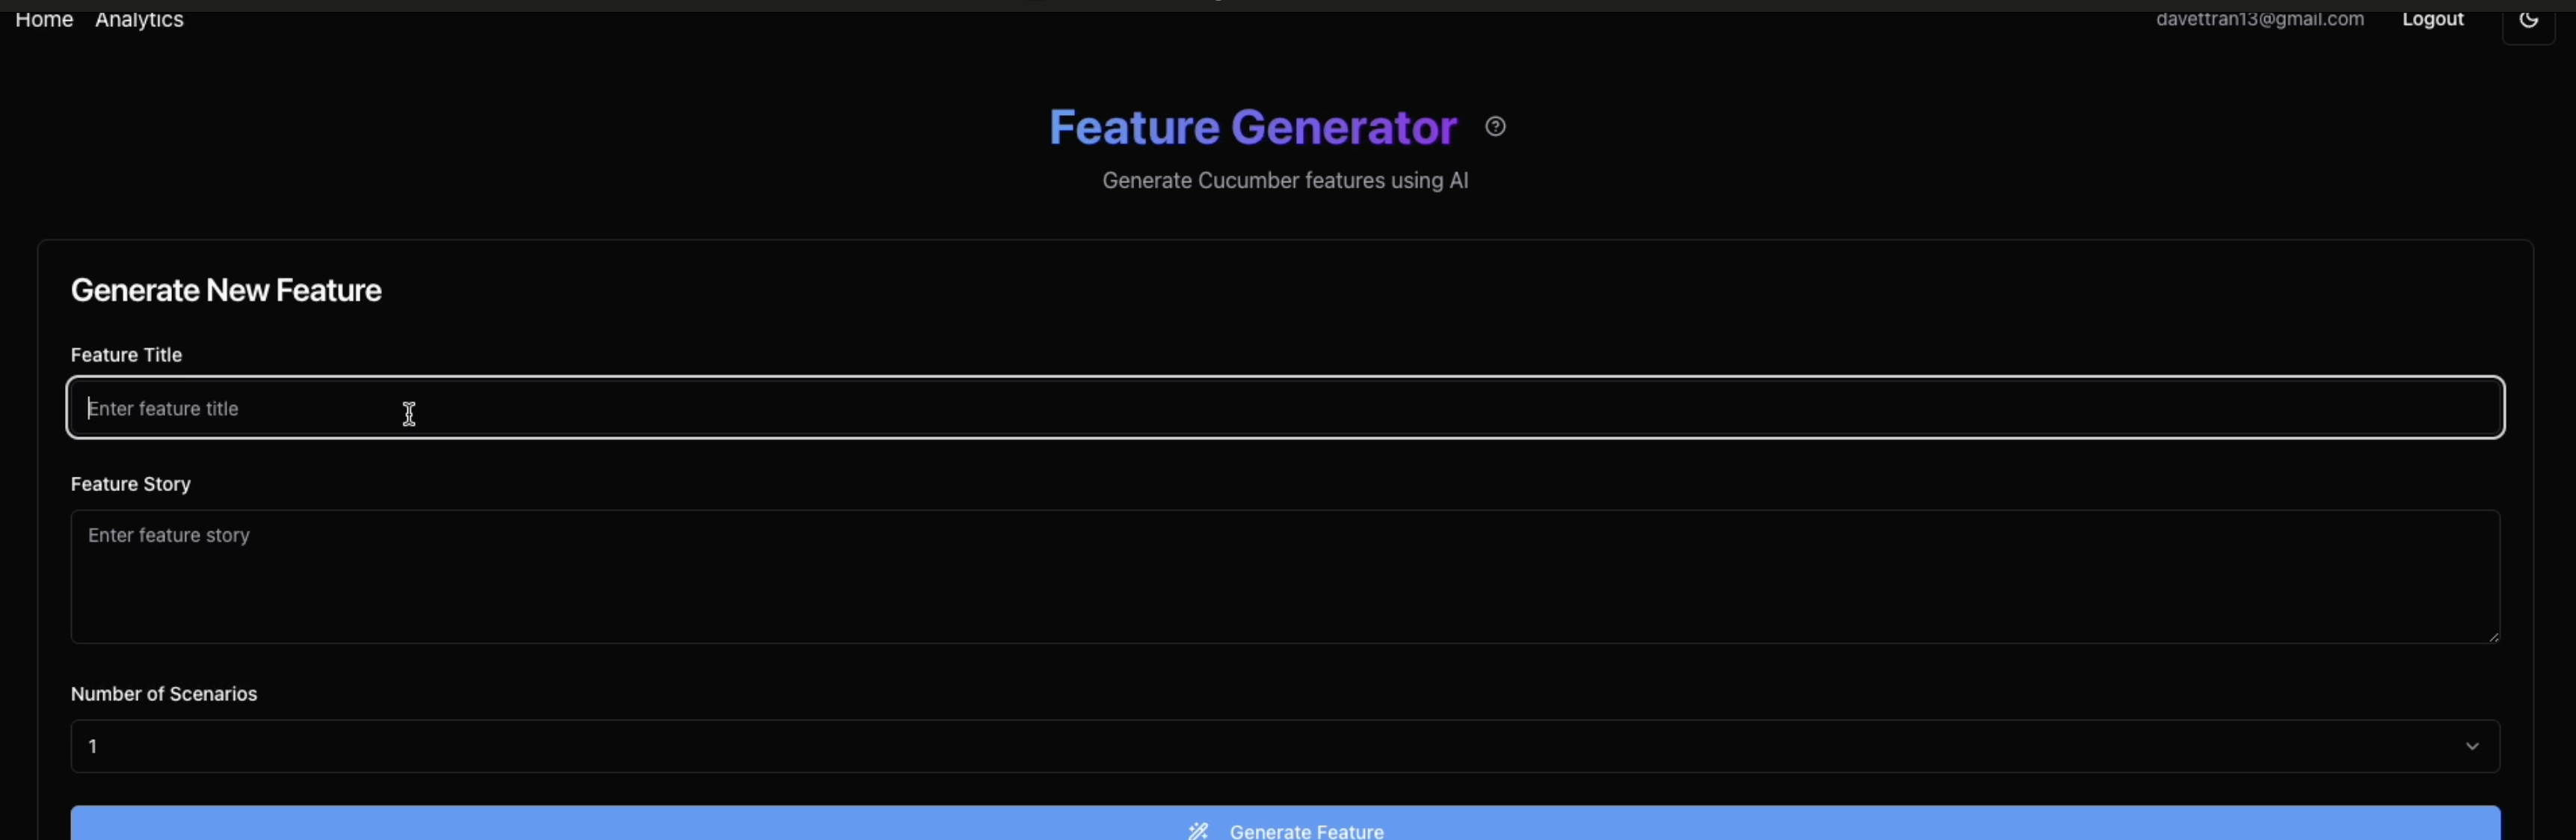 Home Analytics davettran13@gmail.com Logout
Feature Generator
Generate Cucumber features using AI
Generate New Feature
Feature Title
Enter feature title
Feature Story
Enter feature story
Number of Scenarios
1
Generate Feature